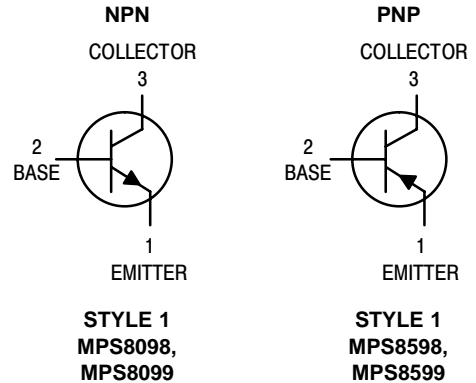 NPN
COLLECTOR
3
2
BASE
1
EMITTER
STYLE 1
MPS8098,
MPS8099
PNP
COLLECTOR
3
2
BASE
1
EMITTER
STYLE 1
MPS8598,
MPS8599